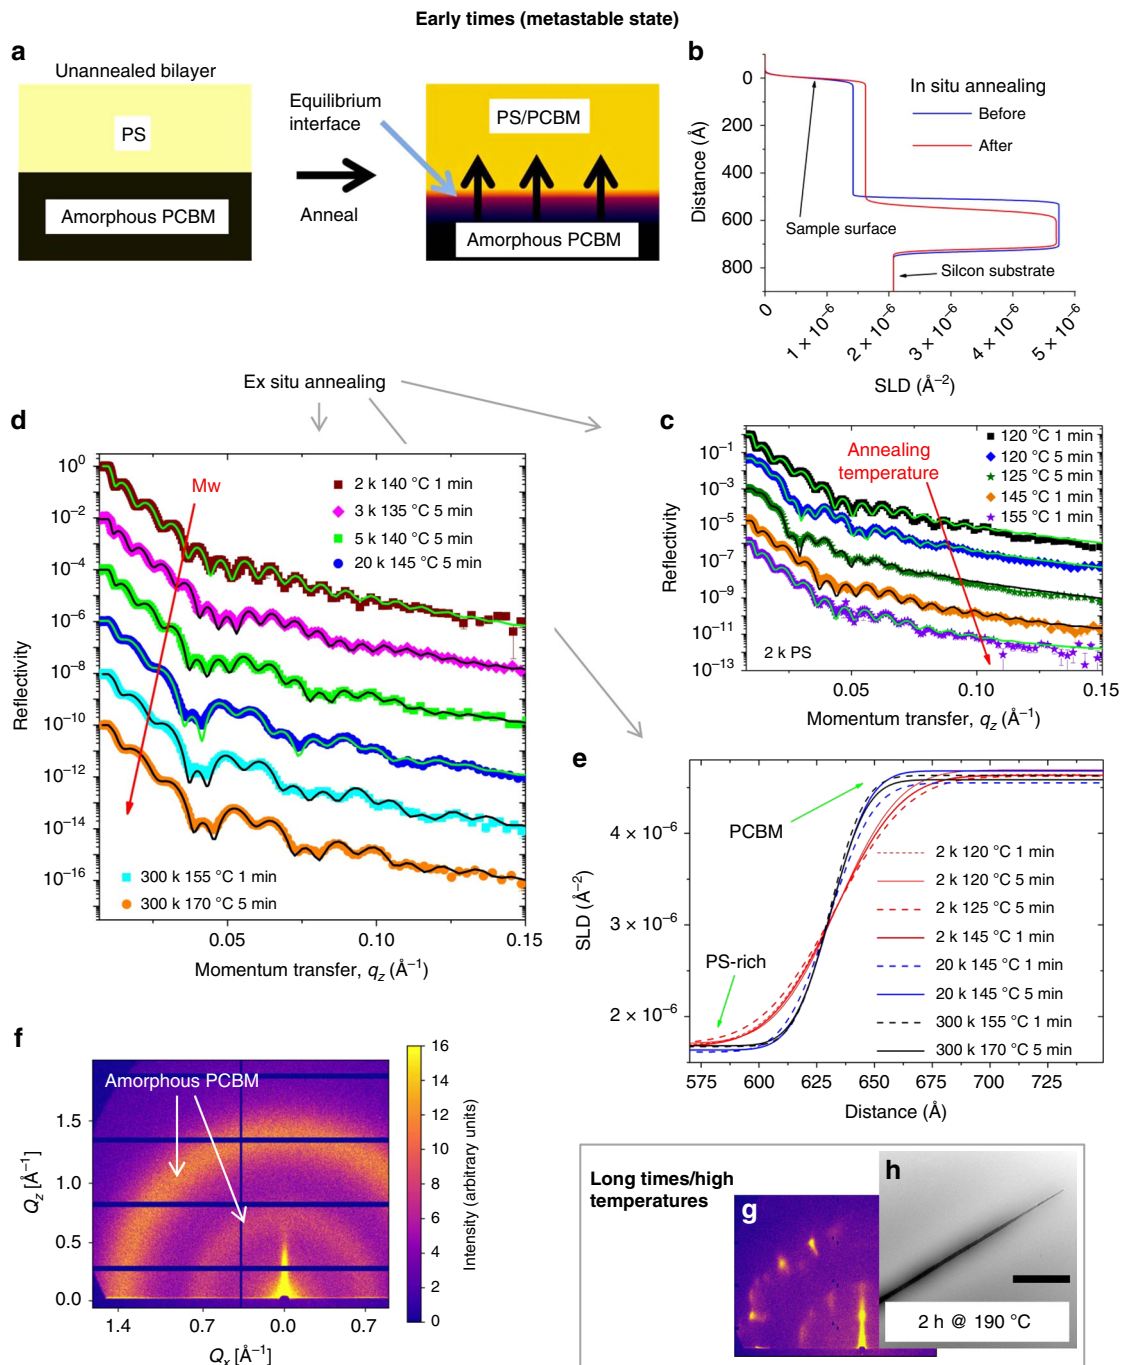 Early times (metastable state)
a
Unannealed bilayer
PS
Amorphous PCBM
Anneal
Equilibrium
interface
PS/PCBM
Amorphous PCBM
b
In situ annealing
Before
After
Sample surface
Silcon substrate
Distance (Å)
0
200
400
600
800
0
1 × 10⁻⁶
2 × 10⁻⁶
3 × 10⁻⁶
4 × 10⁻⁶
5 × 10⁻⁶
SLD (Å⁻²)
Ex situ annealing
d
Mw
2 k 140 °C 1 min
3 k 135 °C 5 min
5 k 140 °C 5 min
20 k 145 °C 5 min
300 k 155 °C 1 min
300 k 170 °C 5 min
Reflectivity
10⁰
10⁻²
10⁻⁴
10⁻⁶
10⁻⁸
10⁻¹⁰
10⁻¹²
10⁻¹⁴
10⁻¹⁶
0.05
0.10
0.15
Momentum transfer, q_z (Å⁻¹)
c
Annealing
temperature
120 °C 1 min
120 °C 5 min
125 °C 5 min
145 °C 1 min
155 °C 1 min
2 k PS
Reflectivity
10⁻¹
10⁻³
10⁻⁵
10⁻⁷
10⁻⁹
10⁻¹¹
10⁻¹³
0.05
0.10
0.15
Momentum transfer, q_z (Å⁻¹)
e
PCBM
PS-rich
2 k 120 °C 1 min
2 k 120 °C 5 min
2 k 125 °C 5 min
2 k 145 °C 1 min
20 k 145 °C 1 min
20 k 145 °C 5 min
300 k 155 °C 1 min
300 k 170 °C 5 min
SLD (Å⁻²)
4 × 10⁻⁶
3 × 10⁻⁶
2 × 10⁻⁶
575
600
625
650
675
700
725
Distance (Å)
f
Amorphous PCBM
Q_z [Å⁻¹]
1.5
1.0
0.5
0.0
1.4
0.7
0.0
0.7
Q_x [Å⁻¹]
16
14
12
10
8
6
4
2
0
Intensity (arbitrary units)
Long times/high
temperatures
g
h
2 h @ 190 °C